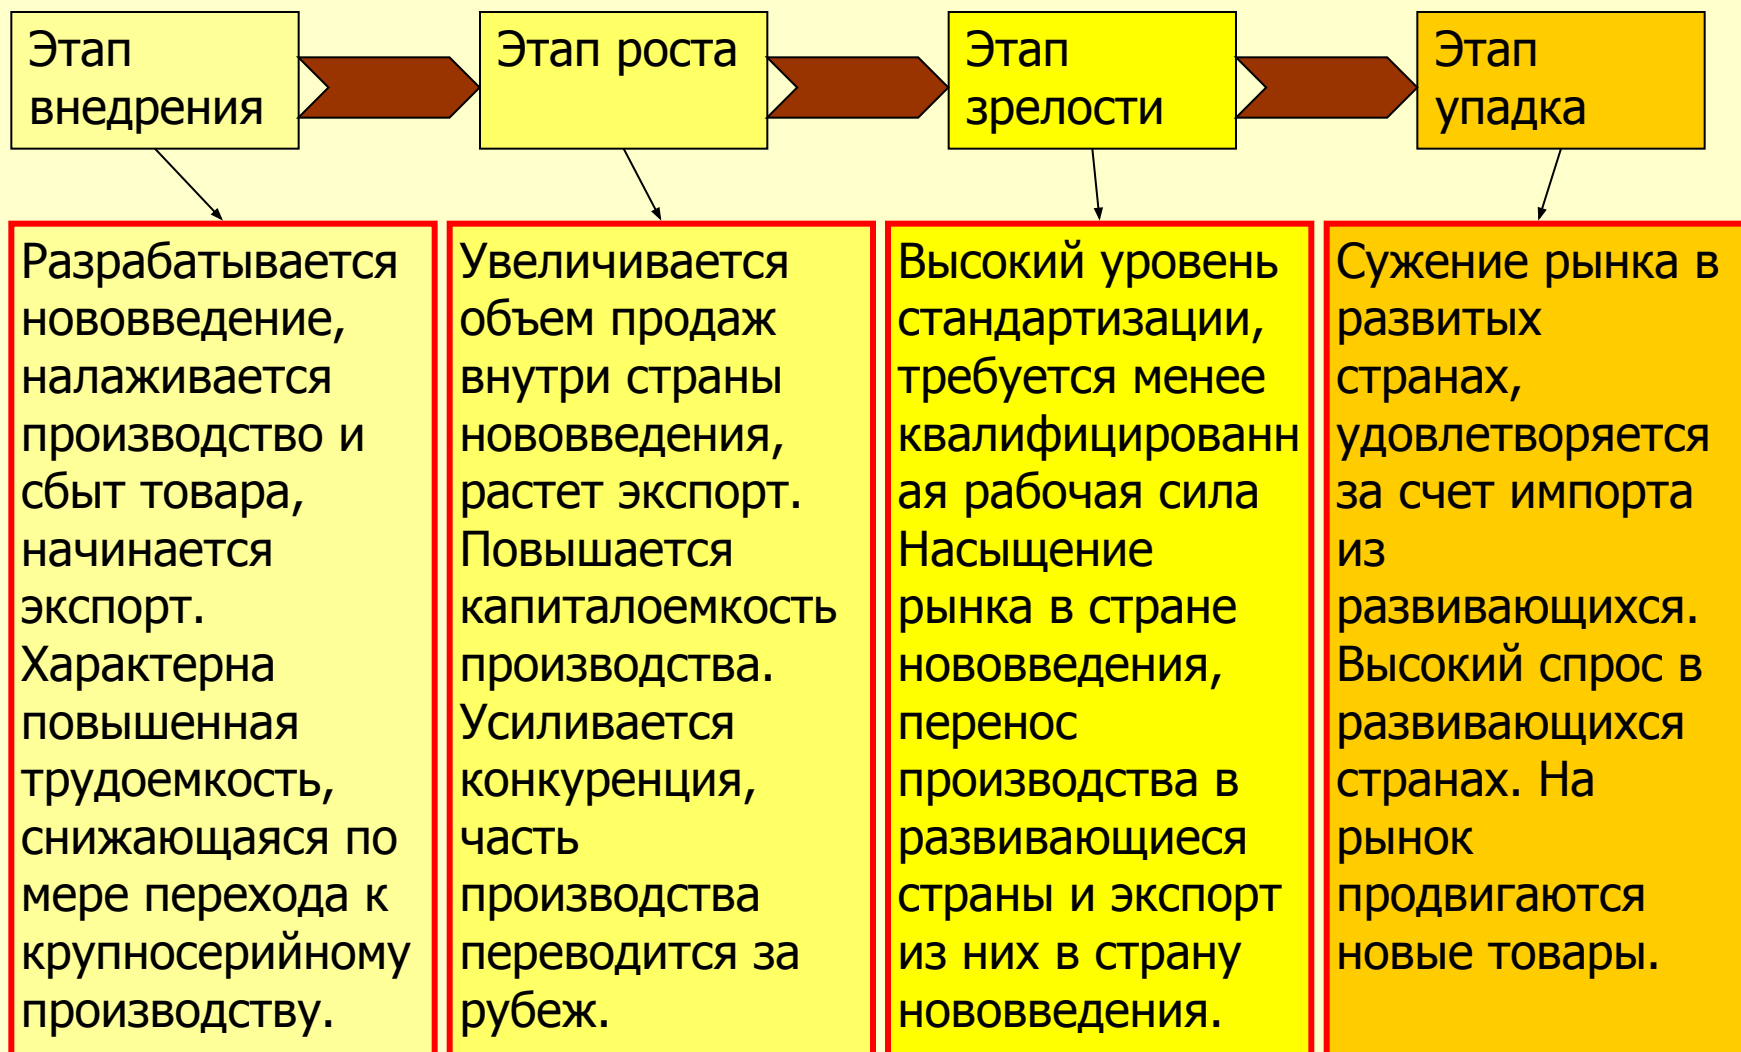 Этап
внедрения
Этап роста
Этап
зрелости
Этап
упадка
Разрабатывается
нововведение,
налаживается
производство и
сбыт товара,
начинается
экспорт.
Характерна
повышенная
трудоемкость,
снижающаяся по
мере перехода к
крупносерийному
производству.
Увеличивается
объем продаж
внутри страны
нововведения,
растет экспорт.
Повышается
капиталоемкость
производства.
Усиливается
конкуренция,
часть
производства
переводится за
рубеж.
Высокий уровень
стандартизации,
требуется менее
квалифицированн
ая рабочая сила
Насыщение
рынка в стране
нововведения,
перенос
производства в
развивающиеся
страны и экспорт
из них в страну
нововведения.
Сужение рынка в
развитых
странах,
удовлетворяется
за счет импорта
из
развивающихся.
Высокий спрос в
развивающихся
странах. На
рынок
продвигаются
новые товары.